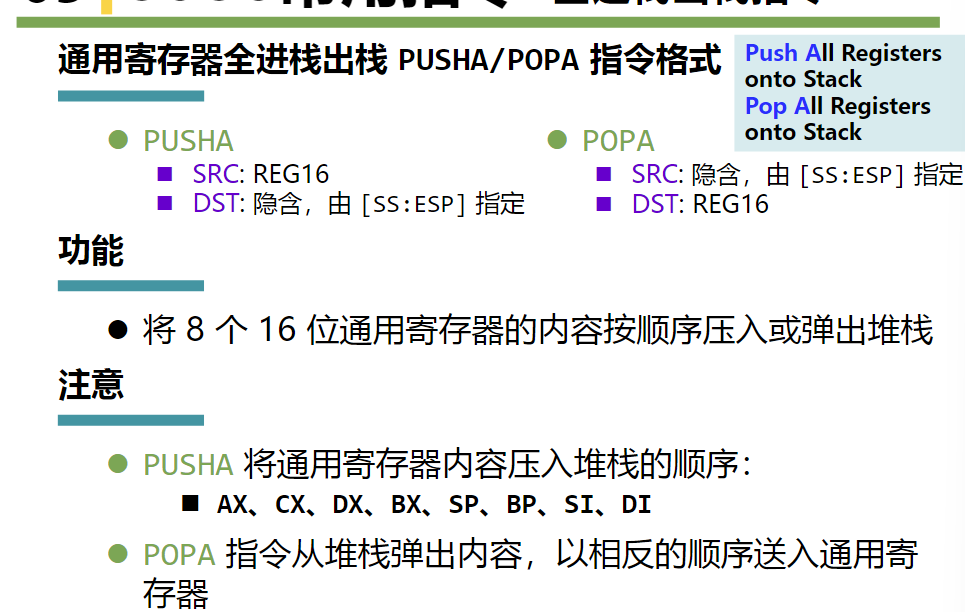 通用寄存器全进栈出栈 PUSHA/POPA 指令格式
Push All Registers
onto Stack
Pop All Registers
onto Stack
PUSHA
SRC: REG16
DST: 隐含，由 [SS:ESP] 指定
POPA
SRC: 隐含，由 [SS:ESP] 指定
DST: REG16
功能
将 8 个 16 位通用寄存器的内容按顺序压入或弹出堆栈
注意
PUSHA 将通用寄存器内容压入堆栈的顺序：
AX、CX、DX、BX、SP、BP、SI、DI
POPA 指令从堆栈弹出内容，以相反的顺序送入通用寄
存器